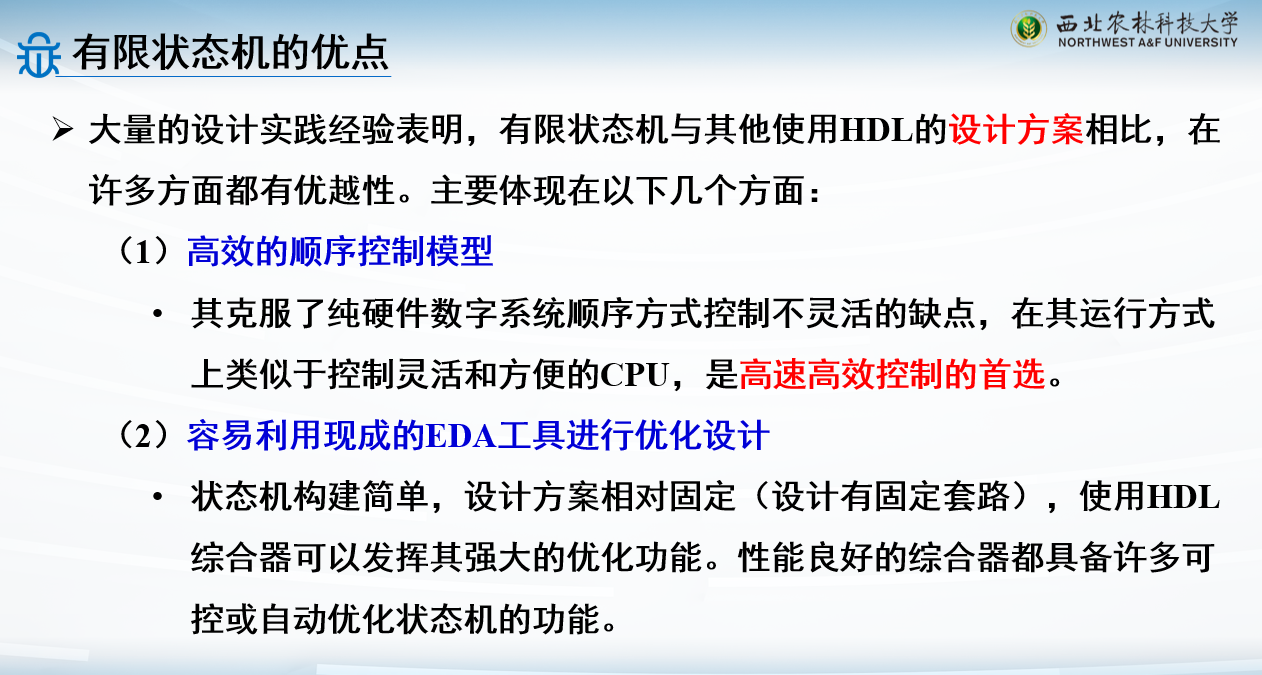 有限状态机的优点
西北农林科技大学
NORTHWEST A&F UNIVERSITY
➢ 大量的设计实践经验表明，有限状态机与其他使用HDL的设计方案相比，在
许多方面都有优越性。主要体现在以下几个方面：
（1）高效的顺序控制模型
• 其克服了纯硬件数字系统顺序方式控制不灵活的缺点，在其运行方式
上类似于控制灵活和方便的CPU，是高速高效控制的首选。
（2）容易利用现成的EDA工具进行优化设计
• 状态机构建简单，设计方案相对固定（设计有固定套路），使用HDL
综合器可以发挥其强大的优化功能。性能良好的综合器都具备许多可
控或自动优化状态机的功能。